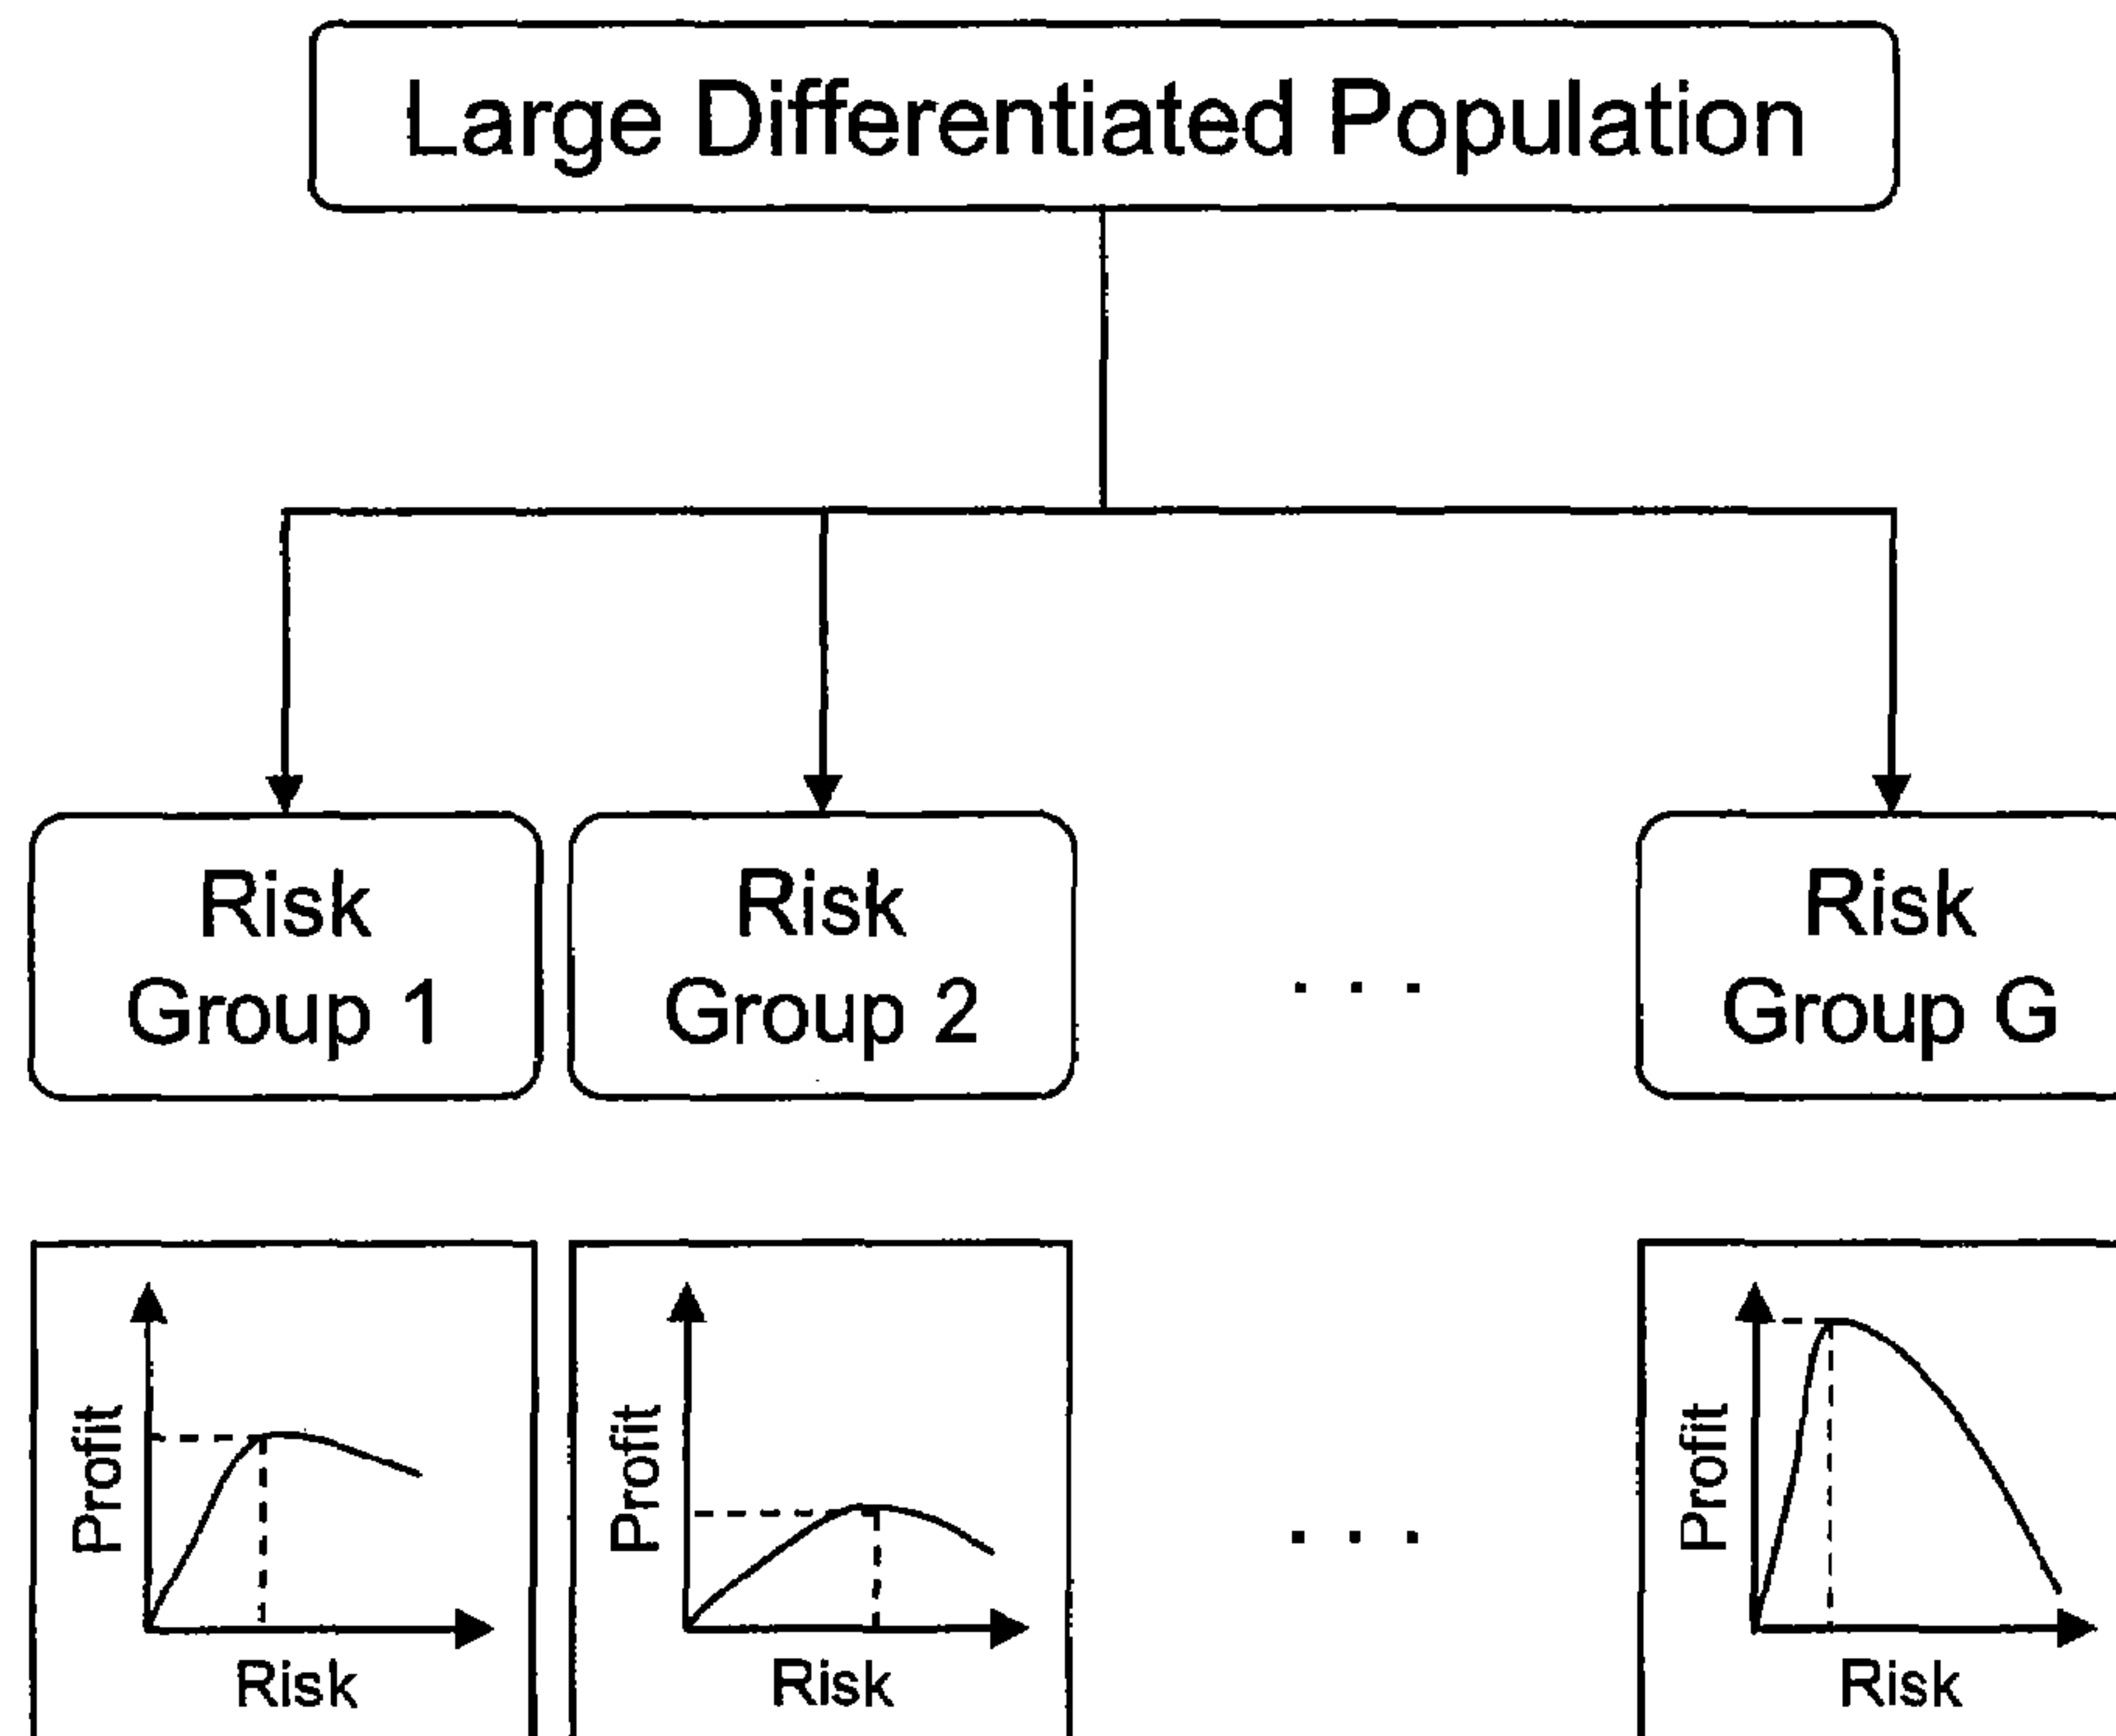 Large Differentiated Population
Risk
Group 1
Risk
Group 2
. . .
Risk
Group G
Profit
Risk
Profit
Risk
. . .
Profit
Risk